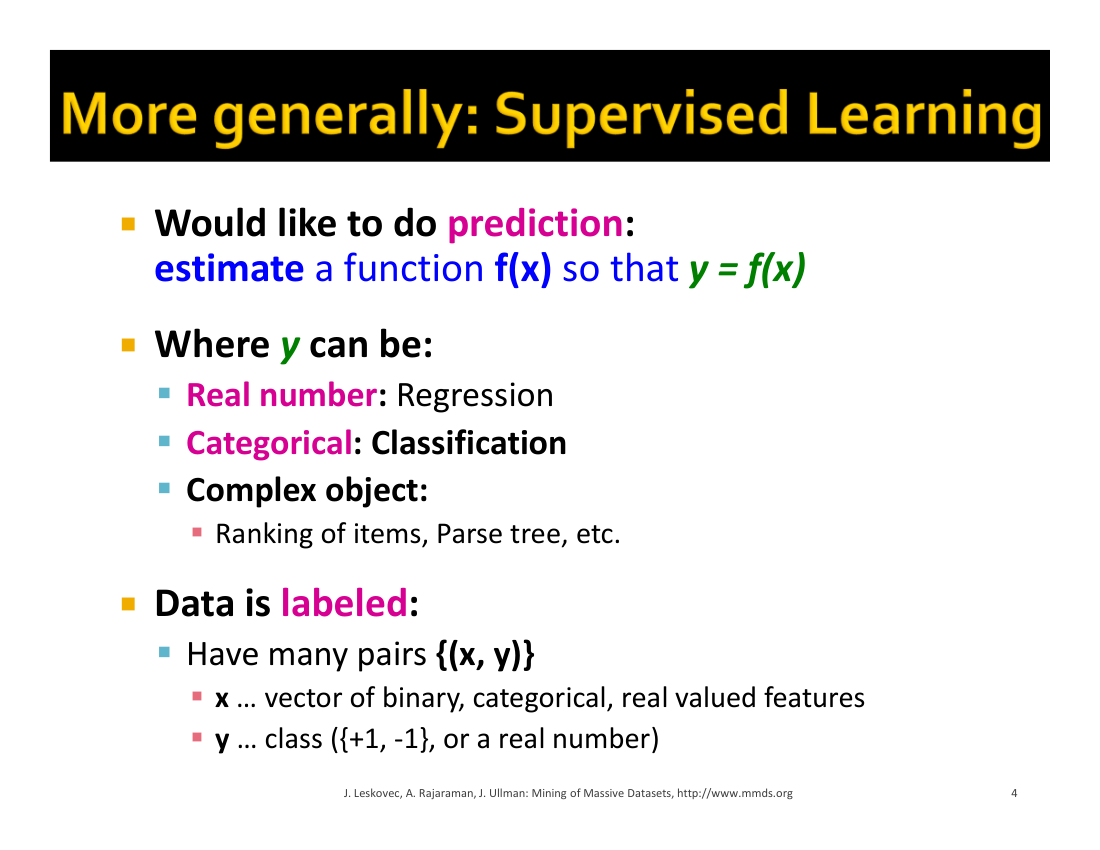 More generally: Supervised Learning
Would like to do prediction:
estimate a function f(x) so that y = f(x)
Where y can be:
Real number: Regression
Categorical: Classification
Complex object:
Ranking of items, Parse tree, etc.
Data is labeled:
Have many pairs {(x, y)}
x … vector of binary, categorical, real valued features
y … class ({+1, -1}, or a real number)
J. Leskovec, A. Rajaraman, J. Ullman: Mining of Massive Datasets, http://www.mmds.org
4